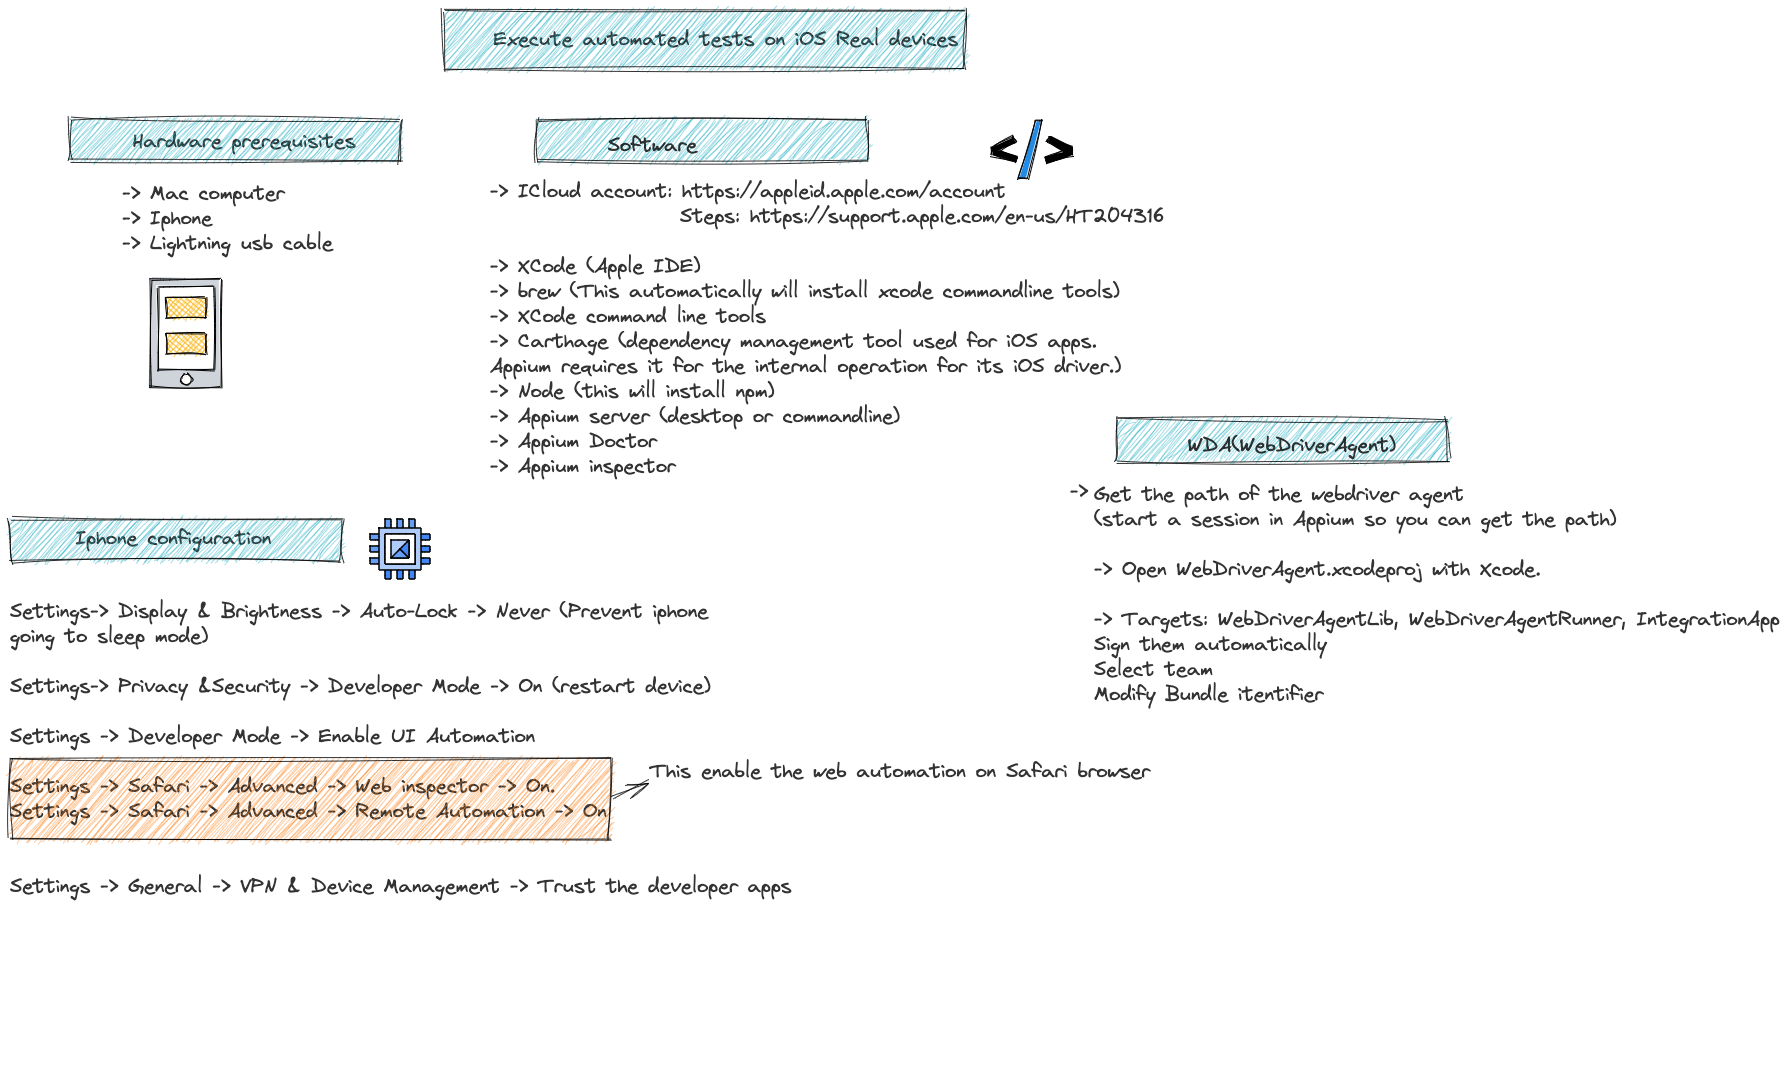 Execute automated tests on iOS Real devices
Hardware prerequisites
-> Mac computer
-> Iphone
-> Lightning usb cable
Software
</>
-> ICloud account: https://appleid.apple.com/account
Steps: https://support.apple.com/en-us/HT204316
-> XCode (Apple IDE)
-> brew (This automatically will install xcode commandline tools)
-> XCode command line tools
-> Carthage (dependency management tool used for iOS apps.
Appium requires it for the internal operation for its iOS driver.)
-> Node (this will install npm)
-> Appium server (desktop or commandline)
-> Appium Doctor
-> Appium inspector
WDA(WebDriverAgent)
-> Get the path of the webdriver agent
(start a session in Appium so you can get the path)
-> Open WebDriverAgent.xcodeproj with Xcode.
-> Targets: WebDriverAgentLib, WebDriverAgentRunner, IntegrationApp
Sign them automatically
Select team
Modify Bundle itentifier
Iphone configuration
Settings-> Display & Brightness -> Auto-Lock -> Never (Prevent iphone
going to sleep mode)
Settings-> Privacy &Security -> Developer Mode -> On (restart device)
Settings -> Developer Mode -> Enable UI Automation
Settings -> Safari -> Advanced -> Web inspector -> On.
Settings -> Safari -> Advanced -> Remote Automation -> On
This enable the web automation on Safari browser
Settings -> General -> VPN & Device Management -> Trust the developer apps